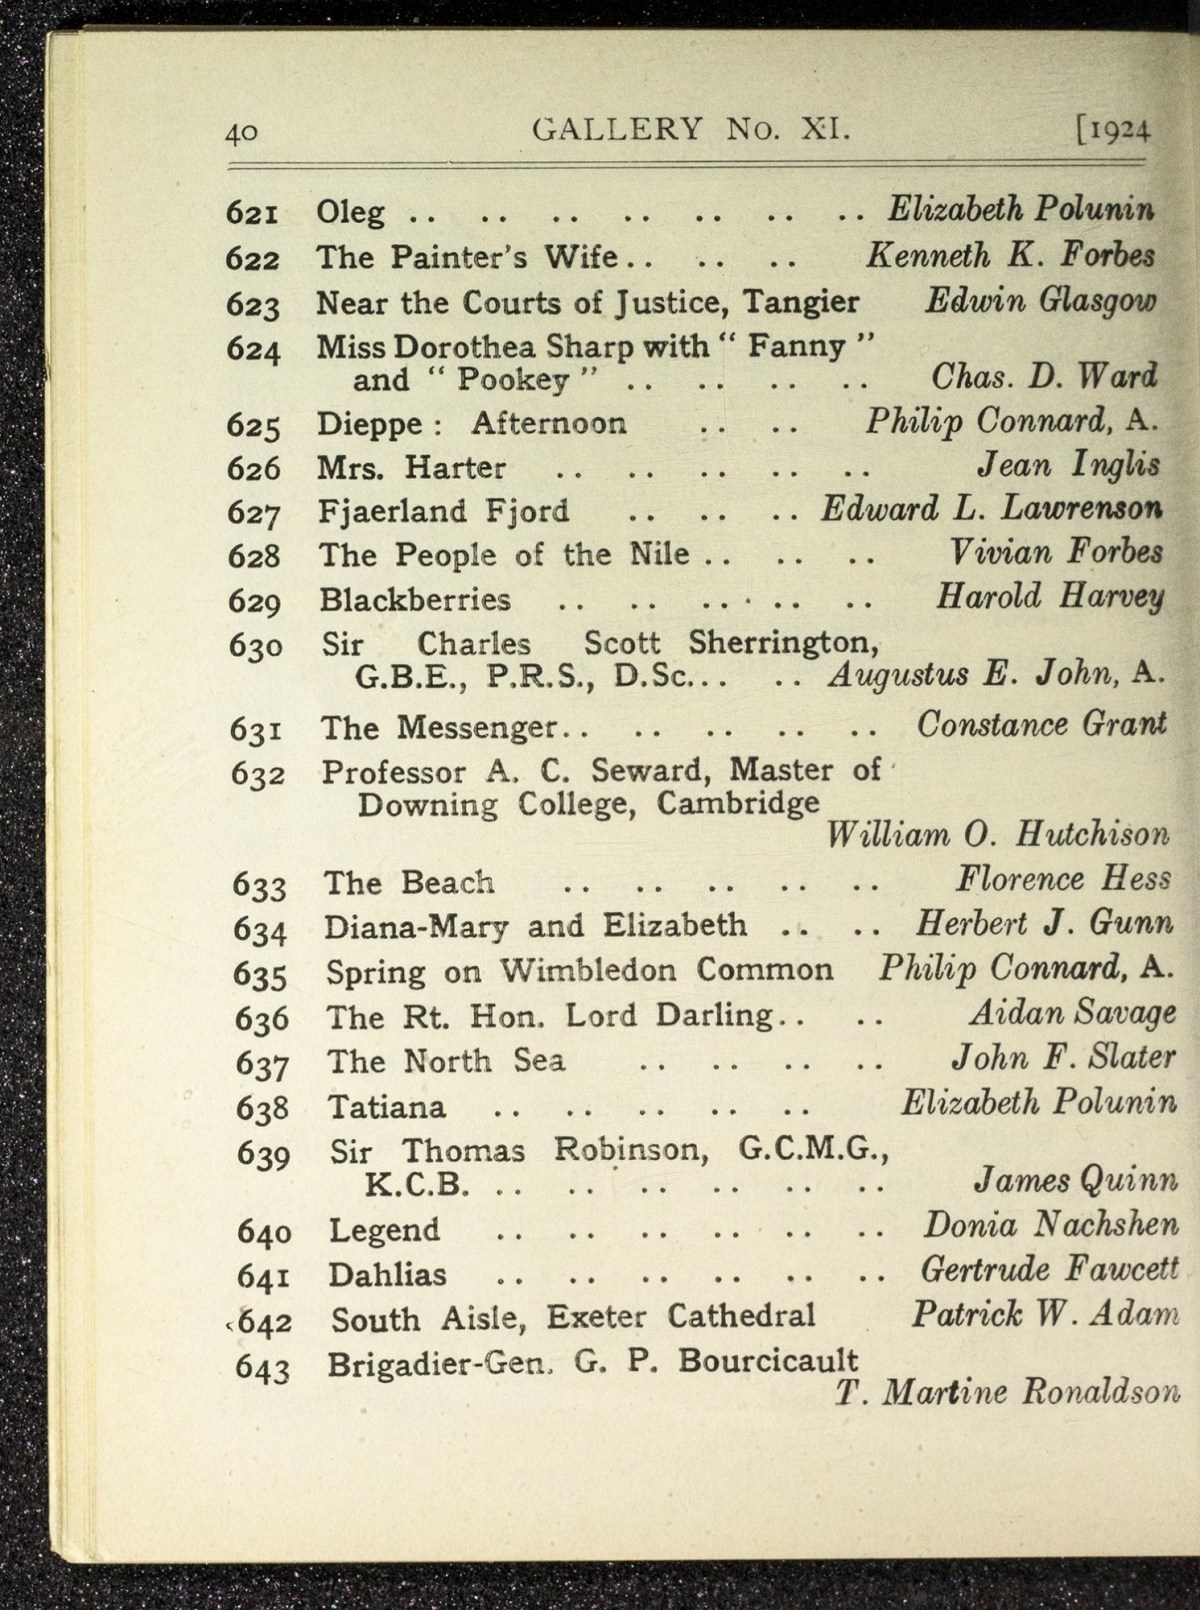 40 GALLERY No. XI. [1924
621 Oleg .. .. .. .. .. .. .. Elizabeth Polunin
622 The Painter's Wife .. .. .. Kenneth K. Forbes
623 Near the Courts of Justice, Tangier Edwin Glasgow
624 Miss Dorothea Sharp with " Fanny "
and " Pookey " .. .. .. .. Chas. D. Ward
625 Dieppe : Afternoon .. .. Philip Connard, A.
626 Mrs. Harter .. .. .. .. .. Jean Inglis
627 Fjaerland Fjord .. .. .. Edward L. Lawrenson
628 The People of the Nile .. .. .. Vivian Forbes
629 Blackberries .. .. .. .. .. Harold Harvey
630 Sir Charles Scott Sherrington,
G.B.E., P.R.S., D.Sc... .. Augustus E. John, A.
631 The Messenger .. .. .. .. .. Constance Grant
632 Professor A. C. Seward, Master of
Downing College, Cambridge
William O. Hutchison
633 The Beach .. .. .. .. .. Florence Hess
634 Diana-Mary and Elizabeth .. .. Herbert J. Gunn
635 Spring on Wimbledon Common Philip Connard, A.
636 The Rt. Hon. Lord Darling .. .. Aidan Savage
637 The North Sea .. .. .. .. John F. Slater
638 Tatiana .. .. .. .. .. Elizabeth Polunin
639 Sir Thomas Robinson, G.C.M.G.,
K.C.B. .. .. .. .. .. .. James Quinn
640 Legend .. .. .. .. .. .. Donia Nachshen
641 Dahlias .. .. .. .. .. .. Gertrude Fawcett
642 South Aisle, Exeter Cathedral Patrick W. Adam
643 Brigadier-Gen. G. P. Bourcicault
T. Martine Ronaldson